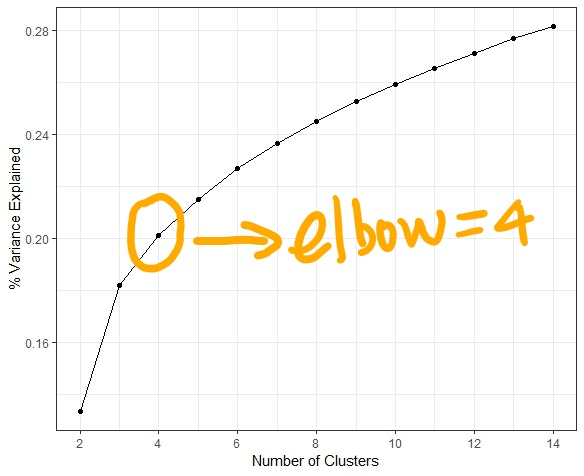 0.28
0.24
0.20
0.16
% Variance Explained
elbow=4
2 4 6 8 10 12 14
Number of Clusters